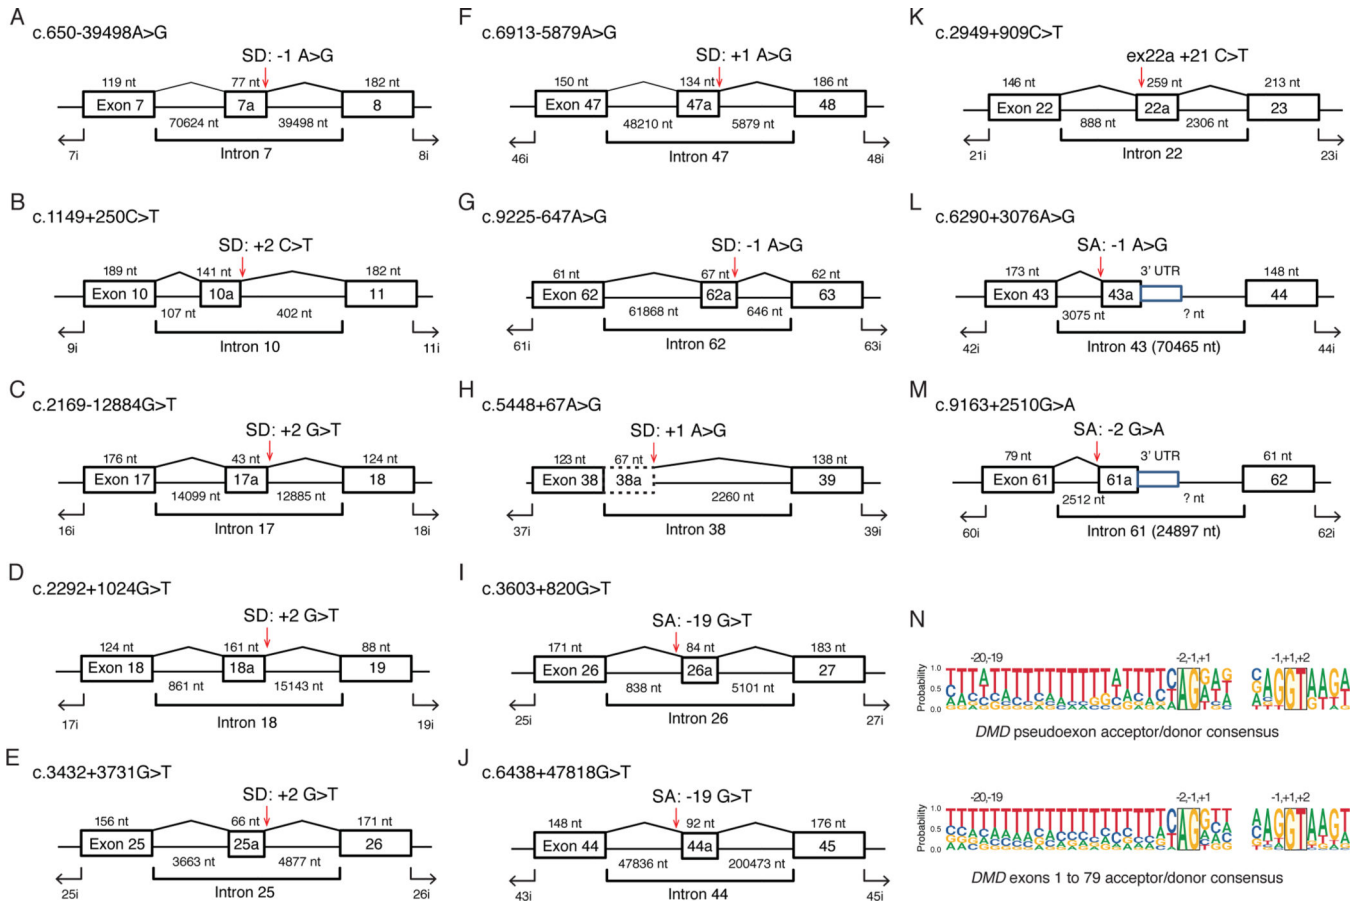 A
c.650-39498A>G
SD: -1 A>G
119 nt
77 nt
182 nt
Exon 7
7a
8
70624 nt
39498 nt
7i
Intron 7
8i
B
c.1149+250C>T
SD: +2 C>T
189 nt
141 nt
182 nt
Exon 10
10a
11
107 nt
402 nt
9i
Intron 10
11i
C
c.2169-12884G>T
SD: +2 G>T
176 nt
43 nt
124 nt
Exon 17
17a
18
14099 nt
12885 nt
16i
Intron 17
18i
D
c.2292+1024G>T
SD: +2 G>T
124 nt
161 nt
88 nt
Exon 18
18a
19
861 nt
15143 nt
17i
Intron 18
19i
E
c.3432+3731G>T
SD: +2 G>T
156 nt
66 nt
171 nt
Exon 25
25a
26
3663 nt
4877 nt
25i
Intron 25
26i
F
c.6913-5879A>G
SD: +1 A>G
150 nt
134 nt
186 nt
Exon 47
47a
48
48210 nt
5879 nt
46i
Intron 47
48i
G
c.9225-647A>G
SD: -1 A>G
61 nt
67 nt
62 nt
Exon 62
62a
63
61868 nt
646 nt
61i
Intron 62
63i
H
c.5448+67A>G
SD: +1 A>G
123 nt
67 nt
138 nt
Exon 38
38a
39
2260 nt
37i
Intron 38
39i
I
c.3603+820G>T
SA: -19 G>T
171 nt
84 nt
183 nt
Exon 26
26a
27
838 nt
5101 nt
25i
Intron 26
27i
J
c.6438+47818G>T
SA: -19 G>T
148 nt
92 nt
176 nt
Exon 44
44a
45
47836 nt
200473 nt
43i
Intron 44
45i
K
c.2949+909C>T
ex22a +21 C>T
146 nt
259 nt
213 nt
Exon 22
22a
23
888 nt
2306 nt
21i
Intron 22
23i
L
c.6290+3076A>G
SA: -1 A>G
173 nt
3' UTR
148 nt
Exon 43
43a
44
3075 nt
? nt
42i
Intron 43 (70465 nt)
44i
M
c.9163+2510G>A
SA: -2 G>A
79 nt
3' UTR
61 nt
Exon 61
61a
62
2512 nt
? nt
60i
Intron 61 (24897 nt)
62i
N
-20,-19
-2,-1,+1
-1,+1,+2
Probability
1.0
0.5
0.0
DMD pseudoexon acceptor/donor consensus
-20,-19
-2,-1,+1
-1,+1,+2
Probability
1.0
0.5
0.0
DMD exons 1 to 79 acceptor/donor consensus